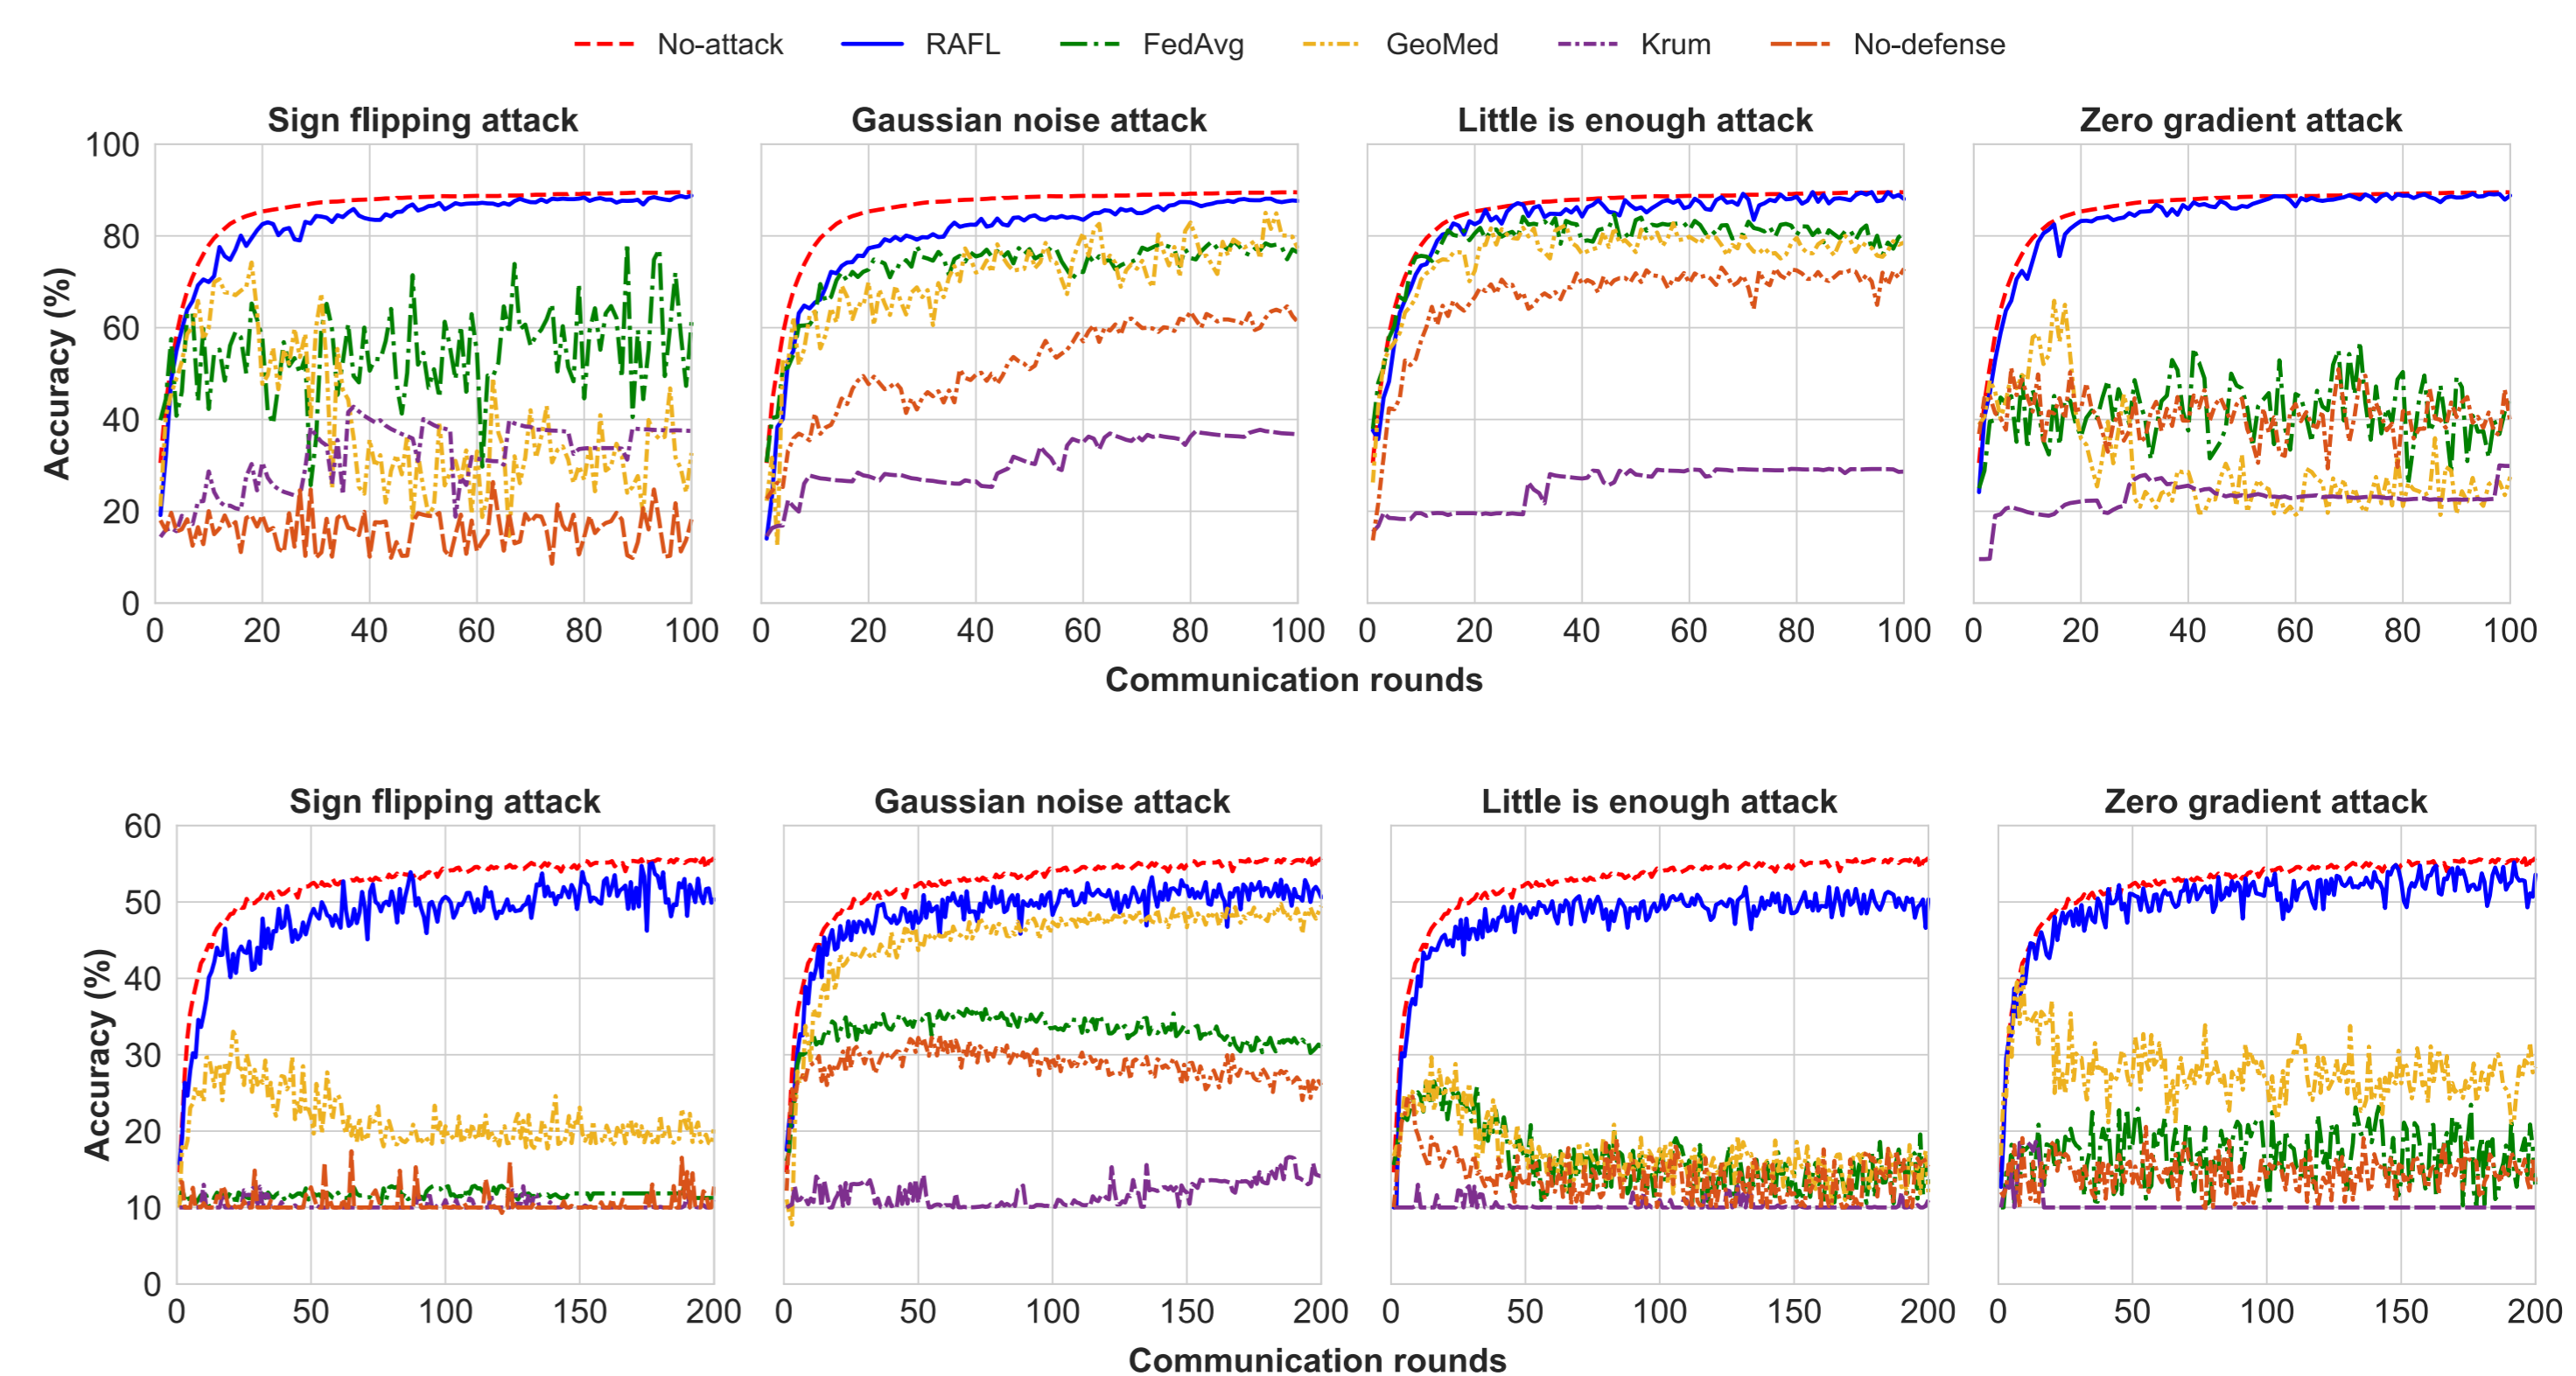 No-attack RAFL FedAvg GeoMed Krum No-defense
Sign flipping attack Gaussian noise attack Little is enough attack Zero gradient attack
Accuracy (%)
100
80
60
40
20
0
0 20 40 60 80 100 0 20 40 60 80 100 0 20 40 60 80 100 0 20 40 60 80 100
Communication rounds
Sign flipping attack Gaussian noise attack Little is enough attack Zero gradient attack
Accuracy (%)
60
50
40
30
20
10
0
0 50 100 150 200 0 50 100 150 200 0 50 100 150 200 0 50 100 150 200
Communication rounds